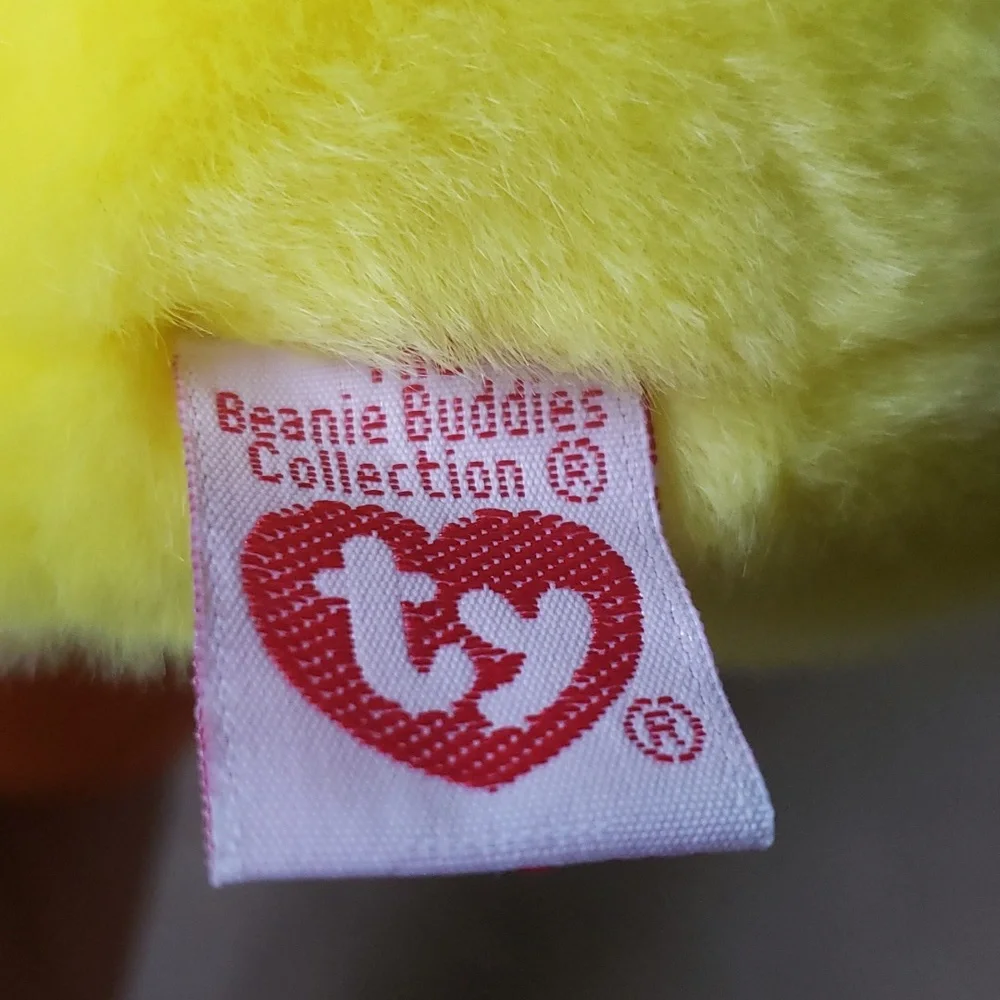 Beanie Buddies
Collection ®
ty
®